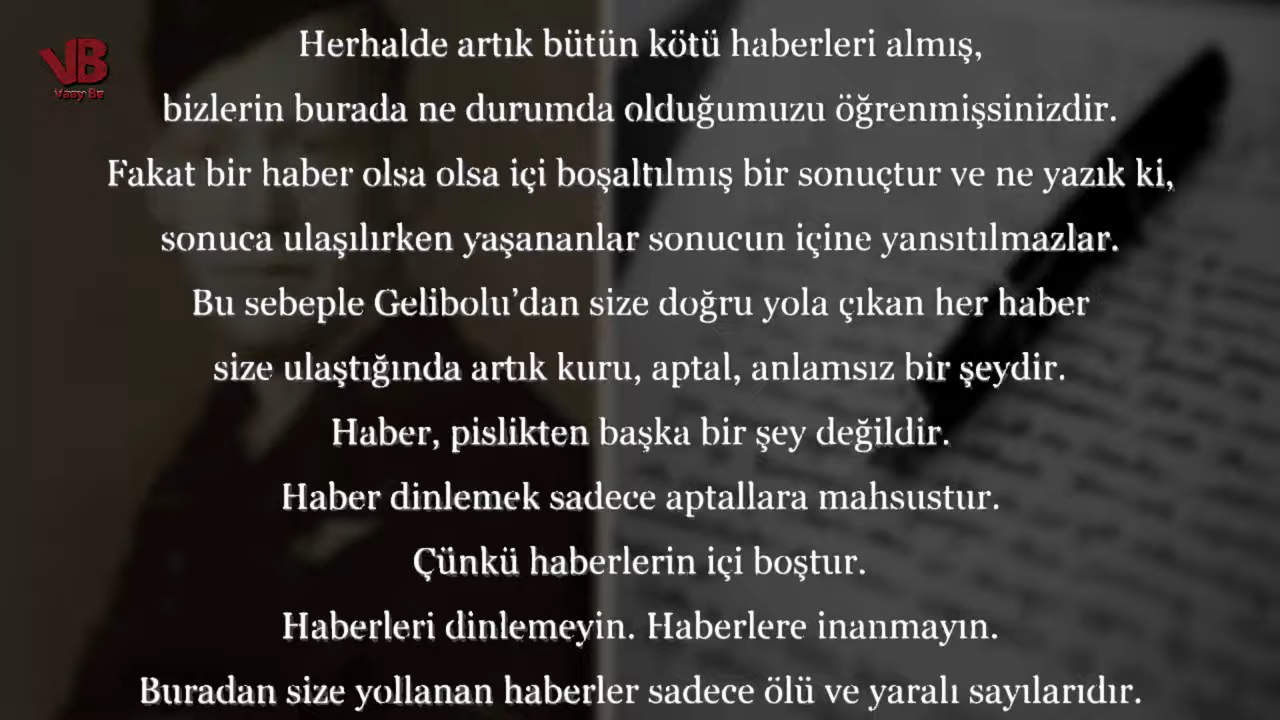 VB
Vaay Be
Herhalde artık bütün kötü haberleri almış,
bizlerin burada ne durumda olduğumuzu öğrenmişsinizdir.
Fakat bir haber olsa olsa içi boşaltılmış bir sonuçtur ve ne yazık ki,
sonuca ulaşılırken yaşananlar sonucun içine yansıtılmazlar.
Bu sebeple Gelibolu’dan size doğru yola çıkan her haber
size ulaştığında artık kuru, aptal, anlamsız bir şeydir.
Haber, pislikten başka bir şey değildir.
Haber dinlemek sadece aptallara mahsustur.
Çünkü haberlerin içi boştur.
Haberleri dinlemeyin. Haberlere inanmayın.
Buradan size yollanan haberler sadece ölü ve yaralı sayılarıdır.